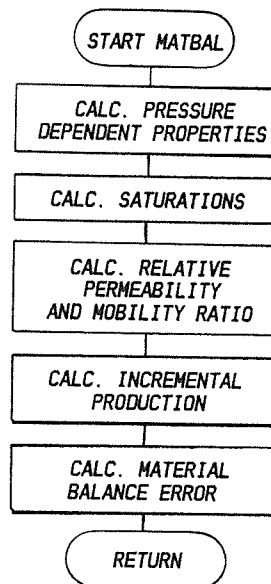 START MATBAL
CALC. PRESSURE
DEPENDENT PROPERTIES
CALC. SATURATIONS
CALC. RELATIVE
PERMEABILITY
AND MOBILITY RATIO
CALC. INCREMENTAL
PRODUCTION
CALC. MATERIAL
BALANCE ERROR
RETURN